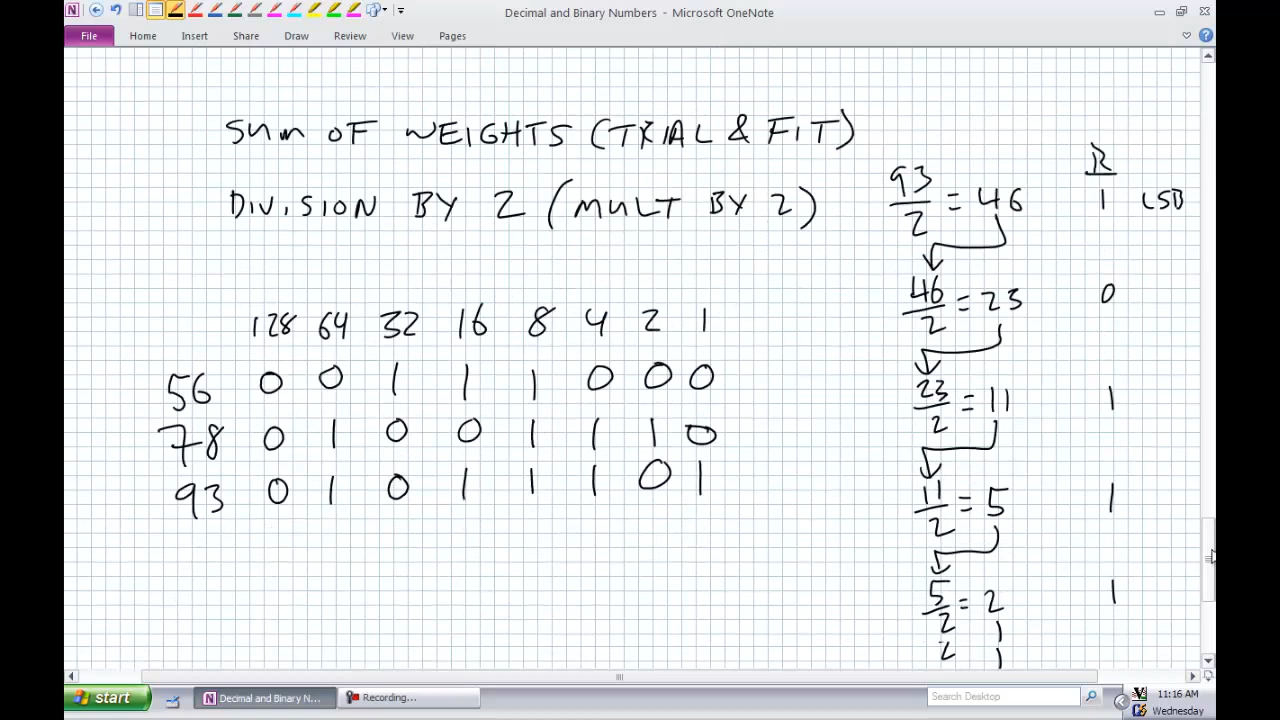 Decimal and Binary Numbers - Microsoft OneNote
File Home Insert Share Draw Review View Pages
SUM OF WEIGHTS (TRIAL & FIT)
DIVISION BY 2 (MULT BY 2)
128 64 32 16 8 4 2 1
56 0 0 1 1 1 0 0 0
78 0 1 0 0 1 1 1 0
93 0 1 0 1 1 1 0 1
R
93/2 = 46 1 LSB
46/2 = 23 0
23/2 = 11 1
11/2 = 5 1
5/2 = 2 1
1
2 1
start
Decimal and Binary N...
Recording...
Search Desktop
11:16 AM
Wednesday